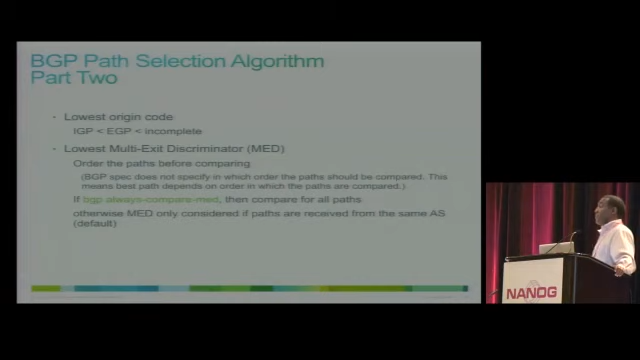 BGP Path Selection Algorithm
Part Two
Lowest origin code
IGP < EGP < incomplete
Lowest Multi-Exit Discriminator (MED)
Order the paths before comparing
(BGP spec does not specify in which order the paths should be compared. This
means best path depends on order in which the paths are compared.)
If bgp always-compare-med, then compare for all paths
otherwise MED only considered if paths are received from the same AS
(default)
NANOG